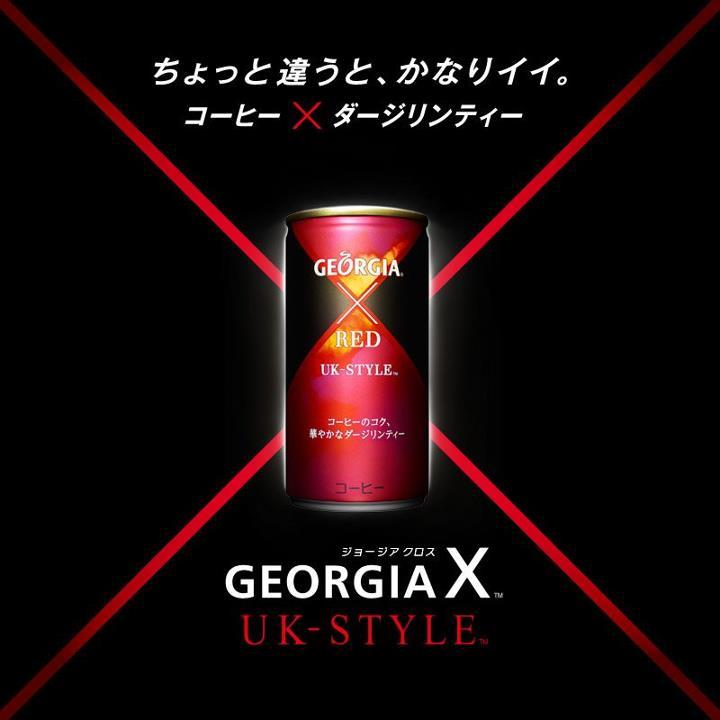 ちょっと違うと、かなりイイ。
コーヒー×ダージリンティー
GEORGIA®
X
RED
UK-STYLE™
コーヒーのコク、
華やかなダージリンティー
コーヒー
ジョージア クロス
GEORGIA X™
UK-STYLE™